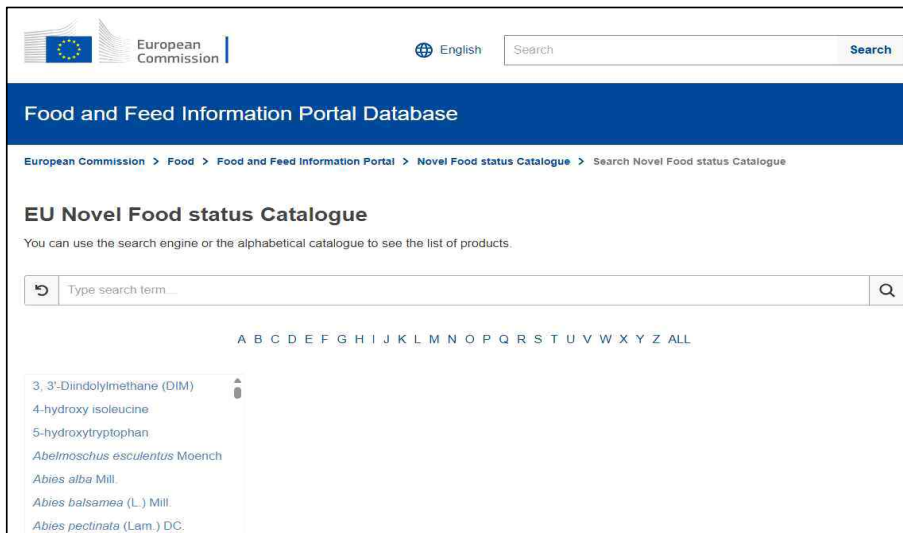 European
Commission
English
Search
Search
Food and Feed Information Portal Database
European Commission > Food > Food and Feed Information Portal > Novel Food status Catalogue > Search Novel Food status Catalogue
EU Novel Food status Catalogue
You can use the search engine or the alphabetical catalogue to see the list of products.
Type search term...
A B C D E F G H I J K L M N O P Q R S T U V W X Y Z ALL
3, 3'-Diindolylmethane (DIM)
4-hydroxy isoleucine
5-hydroxytryptophan
Abelmoschus esculentus Moench
Abies alba Mill.
Abies balsamea (L.) Mill.
Abies pectinata (Lam.) DC.